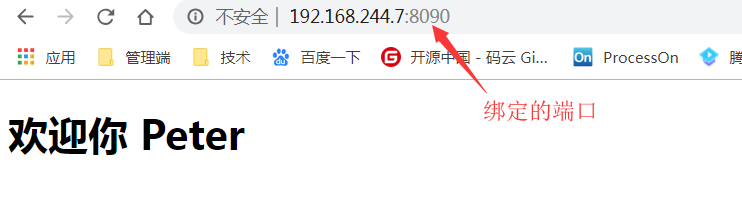 不安全 | 192.168.244.7:8090
应用 管理端 技术 百度一下 开源中国 - 码云 Gi... On ProcessOn 腾
绑定的端口
欢迎你 Peter